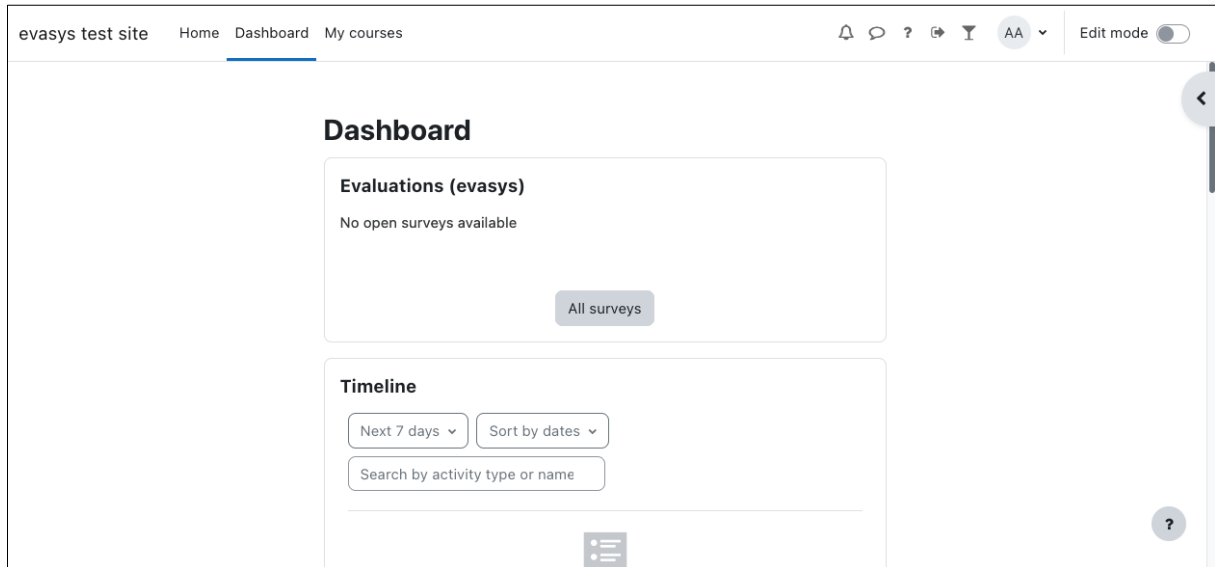 evasys test site Home Dashboard My courses ? AA Edit mode
Dashboard
Evaluations (evasys)
No open surveys available
All surveys
Timeline
Next 7 days Sort by dates
Search by activity type or name
?